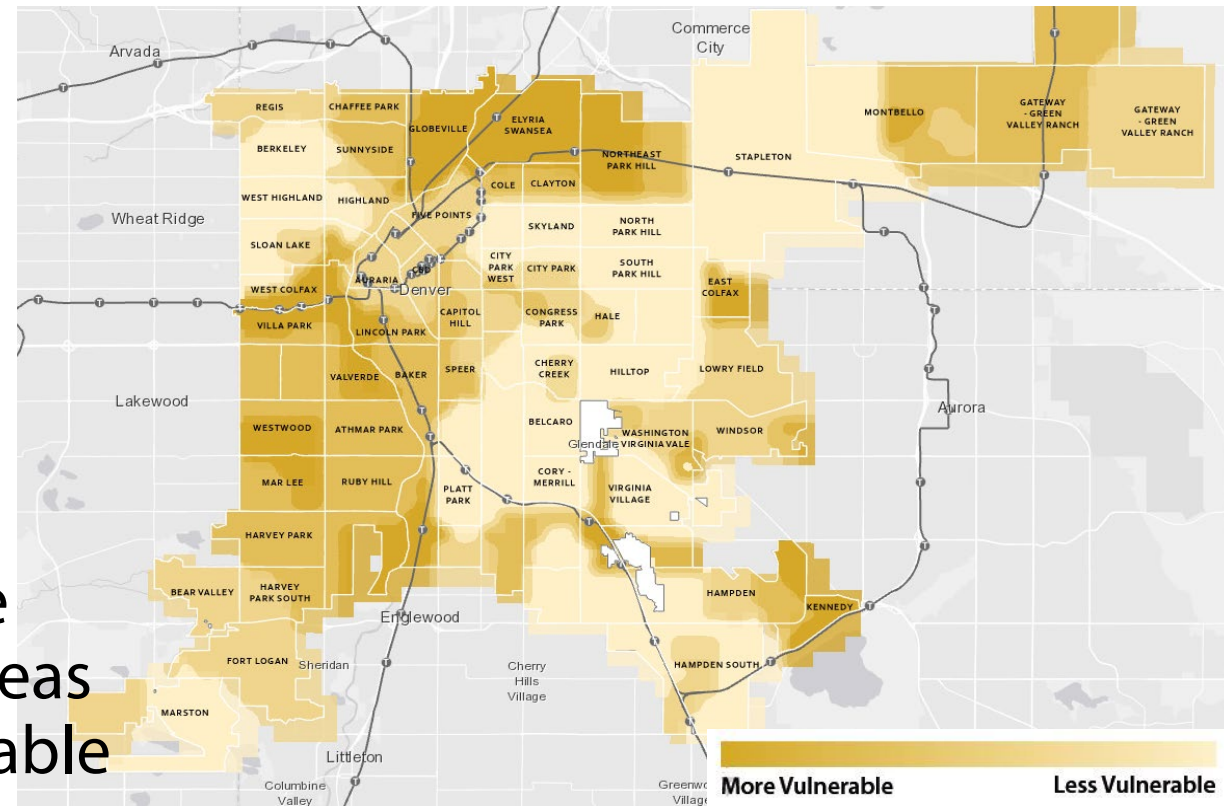 Commerce
City
Arvada
REGIS
CHAFFEE PARK
GLOBEVILLE
ELYRIA
SWANSEA
MONTBELLO
GATEWAY
- GREEN
VALLEY RANCH
GATEWAY
- GREEN
VALLEY RANCH
BERKELEY
SUNNYSIDE
NORTHEAST
PARK HILL
STAPLETON
COLE
CLAYTON
WEST HIGHLAND
HIGHLAND
FIVE POINTS
Wheat Ridge
SKYLAND
NORTH
PARK HILL
SLOAN LAKE
CITY
PARK
WEST
CITY PARK
SOUTH
PARK HILL
AURARIA
CBD
Denver
WEST COLFAX
EAST
COLFAX
VILLA PARK
LINCOLN PARK
CAPITOL
HILL
CONGRESS
PARK
HALE
VALVERDE
BAKER
SPEER
CHERRY
CREEK
HILLTOP
LOWRY FIELD
Lakewood
Aurora
WESTWOOD
ATHMAR PARK
BELCARO
Glendale
WASHINGTON
VIRGINIA VALE
WINDSOR
MAR LEE
RUBY HILL
PLATT
PARK
CORY -
MERRILL
VIRGINIA
VILLAGE
HARVEY PARK
BEAR VALLEY
HARVEY
PARK SOUTH
Englewood
HAMPDEN
KENNEDY
e
FORT LOGAN
Sheridan
Cherry
Hills
Village
HAMPDEN SOUTH
eas
MARSTON
able
Littleton
Columbine
Valley
Greenwo
Village
More Vulnerable
Less Vulnerable